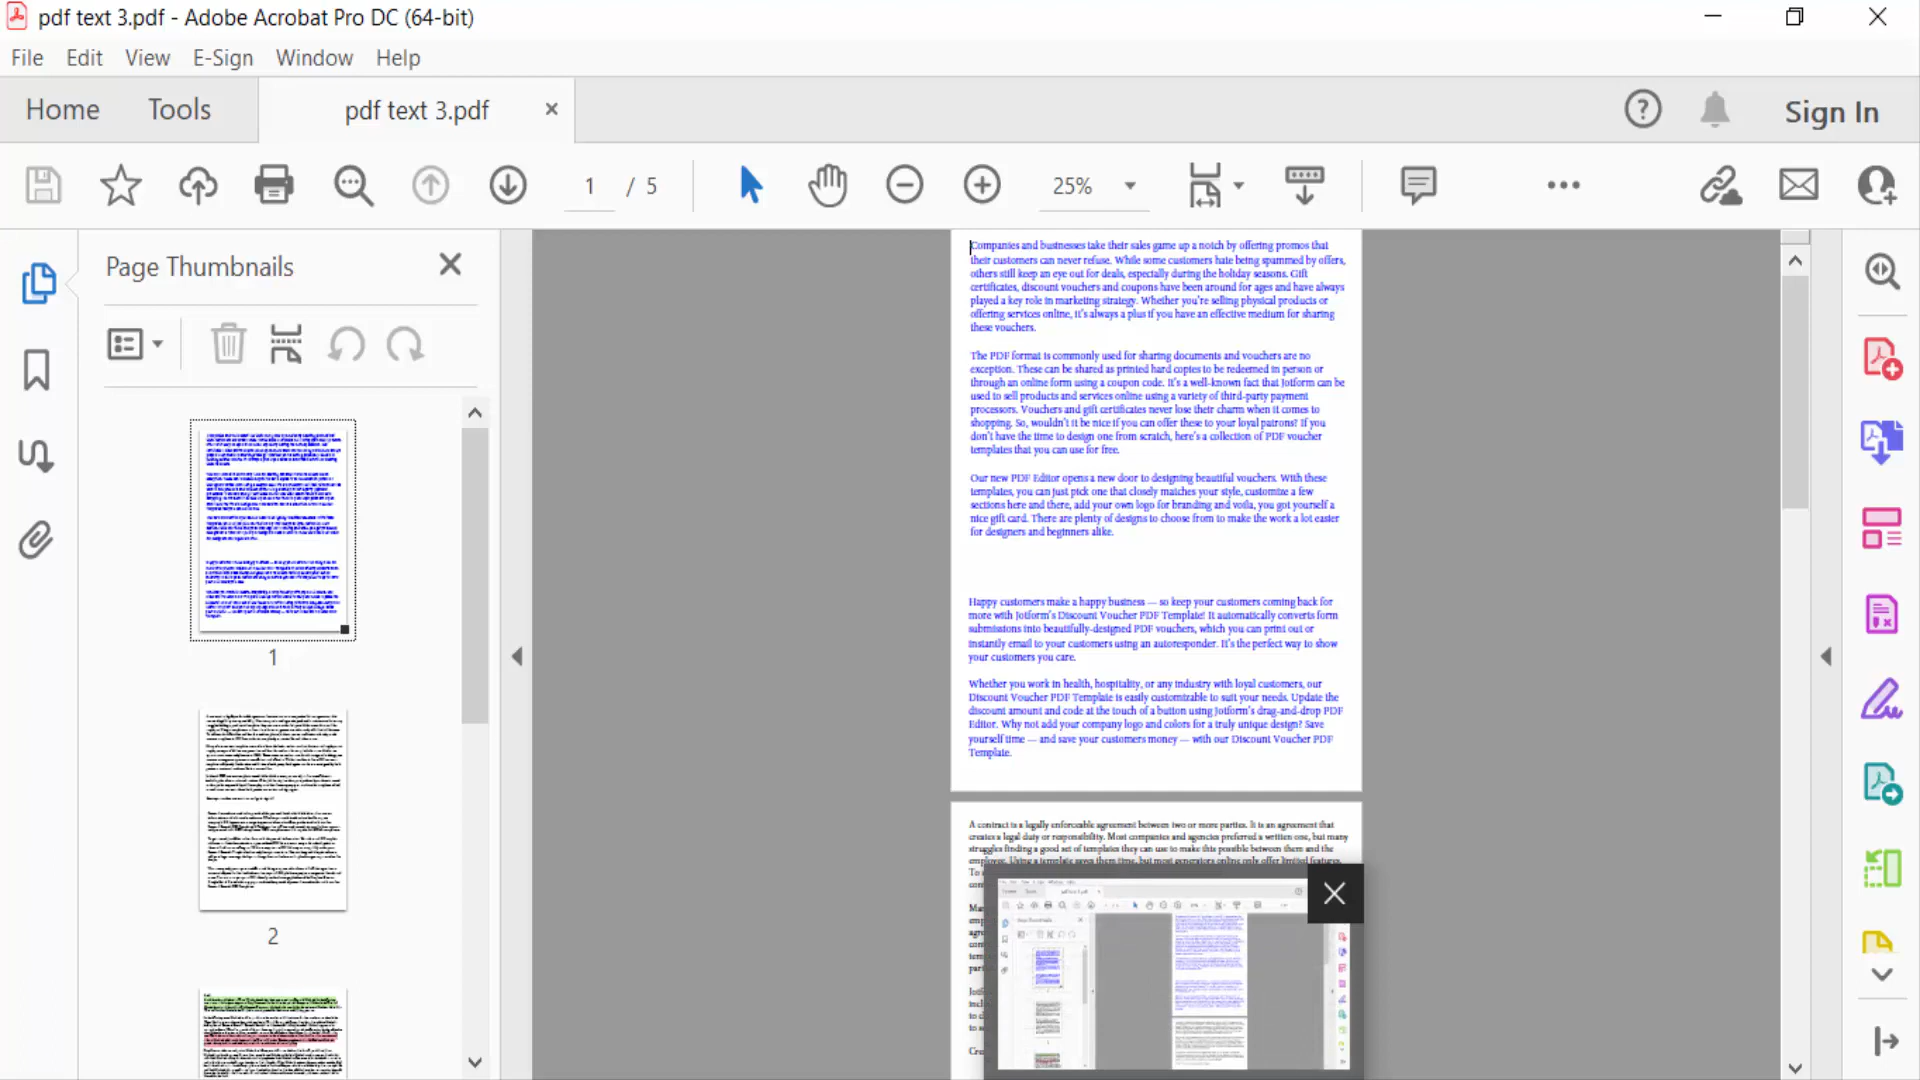 pdf text 3.pdf - Adobe Acrobat Pro DC (64-bit)
File Edit View E-Sign Window Help
Home Tools pdf text 3.pdf Sign In
1 / 5 25%
Page Thumbnails
1
2
Companies and businesses take their sales game up a notch by offering promos that
their customers can never refuse. While some customers hate being spammed by offers,
others still keep an eye out for deals, especially during the holiday seasons. Gift
certificates, discount vouchers and coupons have been around for ages and have always
played a key role in marketing strategy. Whether you're selling physical products or
offering services online, it's always a plus if you have an effective medium for sharing
these vouchers.
The PDF format is commonly used for sharing documents and vouchers are no
exception. These can be shared as printed hard copies to be redeemed in person or
through an online form using a coupon code. It's a well-known fact that Jotform can be
used to sell products and services online using a variety of third-party payment
processors. Vouchers and gift certificates never lose their charm when it comes to
shopping. So, wouldn't it be nice if you can offer these to your loyal patrons? If you
don't have the time to design one from scratch, here's a collection of PDF voucher
templates that you can use for free.
Our new PDF Editor opens a new door to designing beautiful vouchers. With these
templates, you can just pick one that closely matches your style, customize a few
sections here and there, add your own logo for branding and voila, you got yourself a
nice gift card. There are plenty of designs to choose from to make the work a lot easier
for designers and beginners alike.
Happy customers make a happy business — so keep your customers coming back for
more with Jotform's Discount Voucher PDF Template! It automatically converts form
submissions into beautifully-designed PDF vouchers, which you can print out or
instantly email to your customers using an autoresponder. It's the perfect way to show
your customers you care.
Whether you work in health, hospitality, or any industry with loyal customers, our
Discount Voucher PDF Template is easily customizable to suit your needs. Update the
discount amount and code at the touch of a button using Jotform's drag-and-drop PDF
Editor. Why not add your company logo and colors for a truly unique design? Save
yourself time — and save your customers money — with our Discount Voucher PDF
Template.
A contract is a legally enforceable agreement between two or more parties. It is an agreement that
creates a legal duty or responsibility. Most companies and agencies preferred a written one, but many
struggles finding a good set of templates they can use to make this possible between them and the
employee. Using a template saves them time, but most generators online only offer limited features.